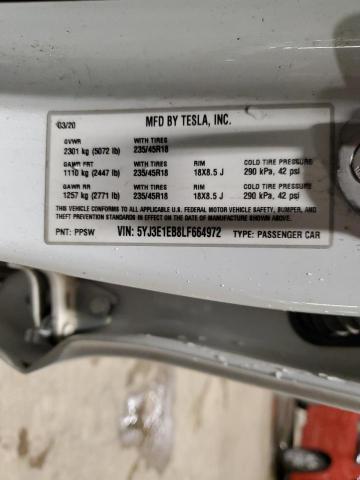 03/20 MFD BY TESLA, INC.
GVWR WITH TIRES
2301 kg (5072 lb) 235/45R18
GAWR FRT WITH TIRES RIM COLD TIRE PRESSURE
1110 kg (2447 lb) 235/45R18 18X8.5 J 290 kPa, 42 psi
GAWR RR WITH TIRES RIM COLD TIRE PRESSURE
1257 kg (2771 lb) 235/45R18 18X8.5 J 290 kPa, 42 psi
THIS VEHICLE CONFORMS TO ALL APPLICABLE U.S. FEDERAL MOTOR VEHICLE SAFETY, BUMPER, AND
THEFT PREVENTION STANDARDS IN EFFECT ON THE DATE OF MANUFACTURE SHOWN ABOVE.
PNT: PPSW VIN: 5YJ3E1EB8LF664972 TYPE: PASSENGER CAR